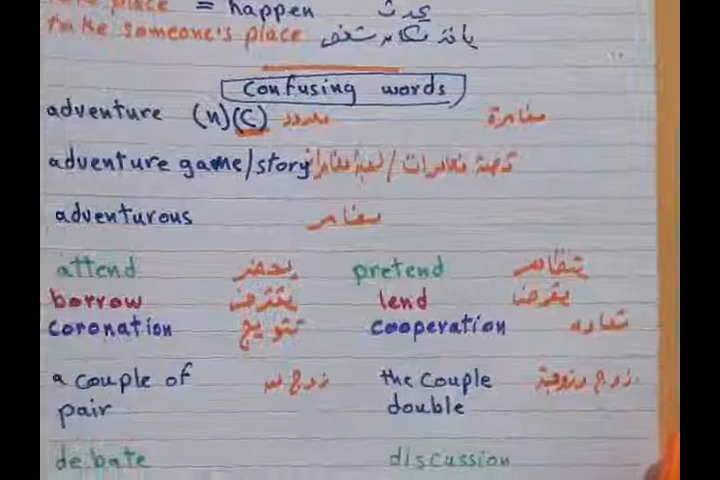 place = happen يحدث
take someone's place يأخذ مكان شخص
Confusing words
adventure (n)(C) معدود مغامرة
adventure game/story لعبة مغامرات / قصة مغامرات
adventurous مغامر
attend يحضر pretend يتظاهر
borrow يقترض lend يقرض
coronation تتويج cooperation تعاون
a couple of زوج من the couple زوج وزوجة
pair double
debate discussion